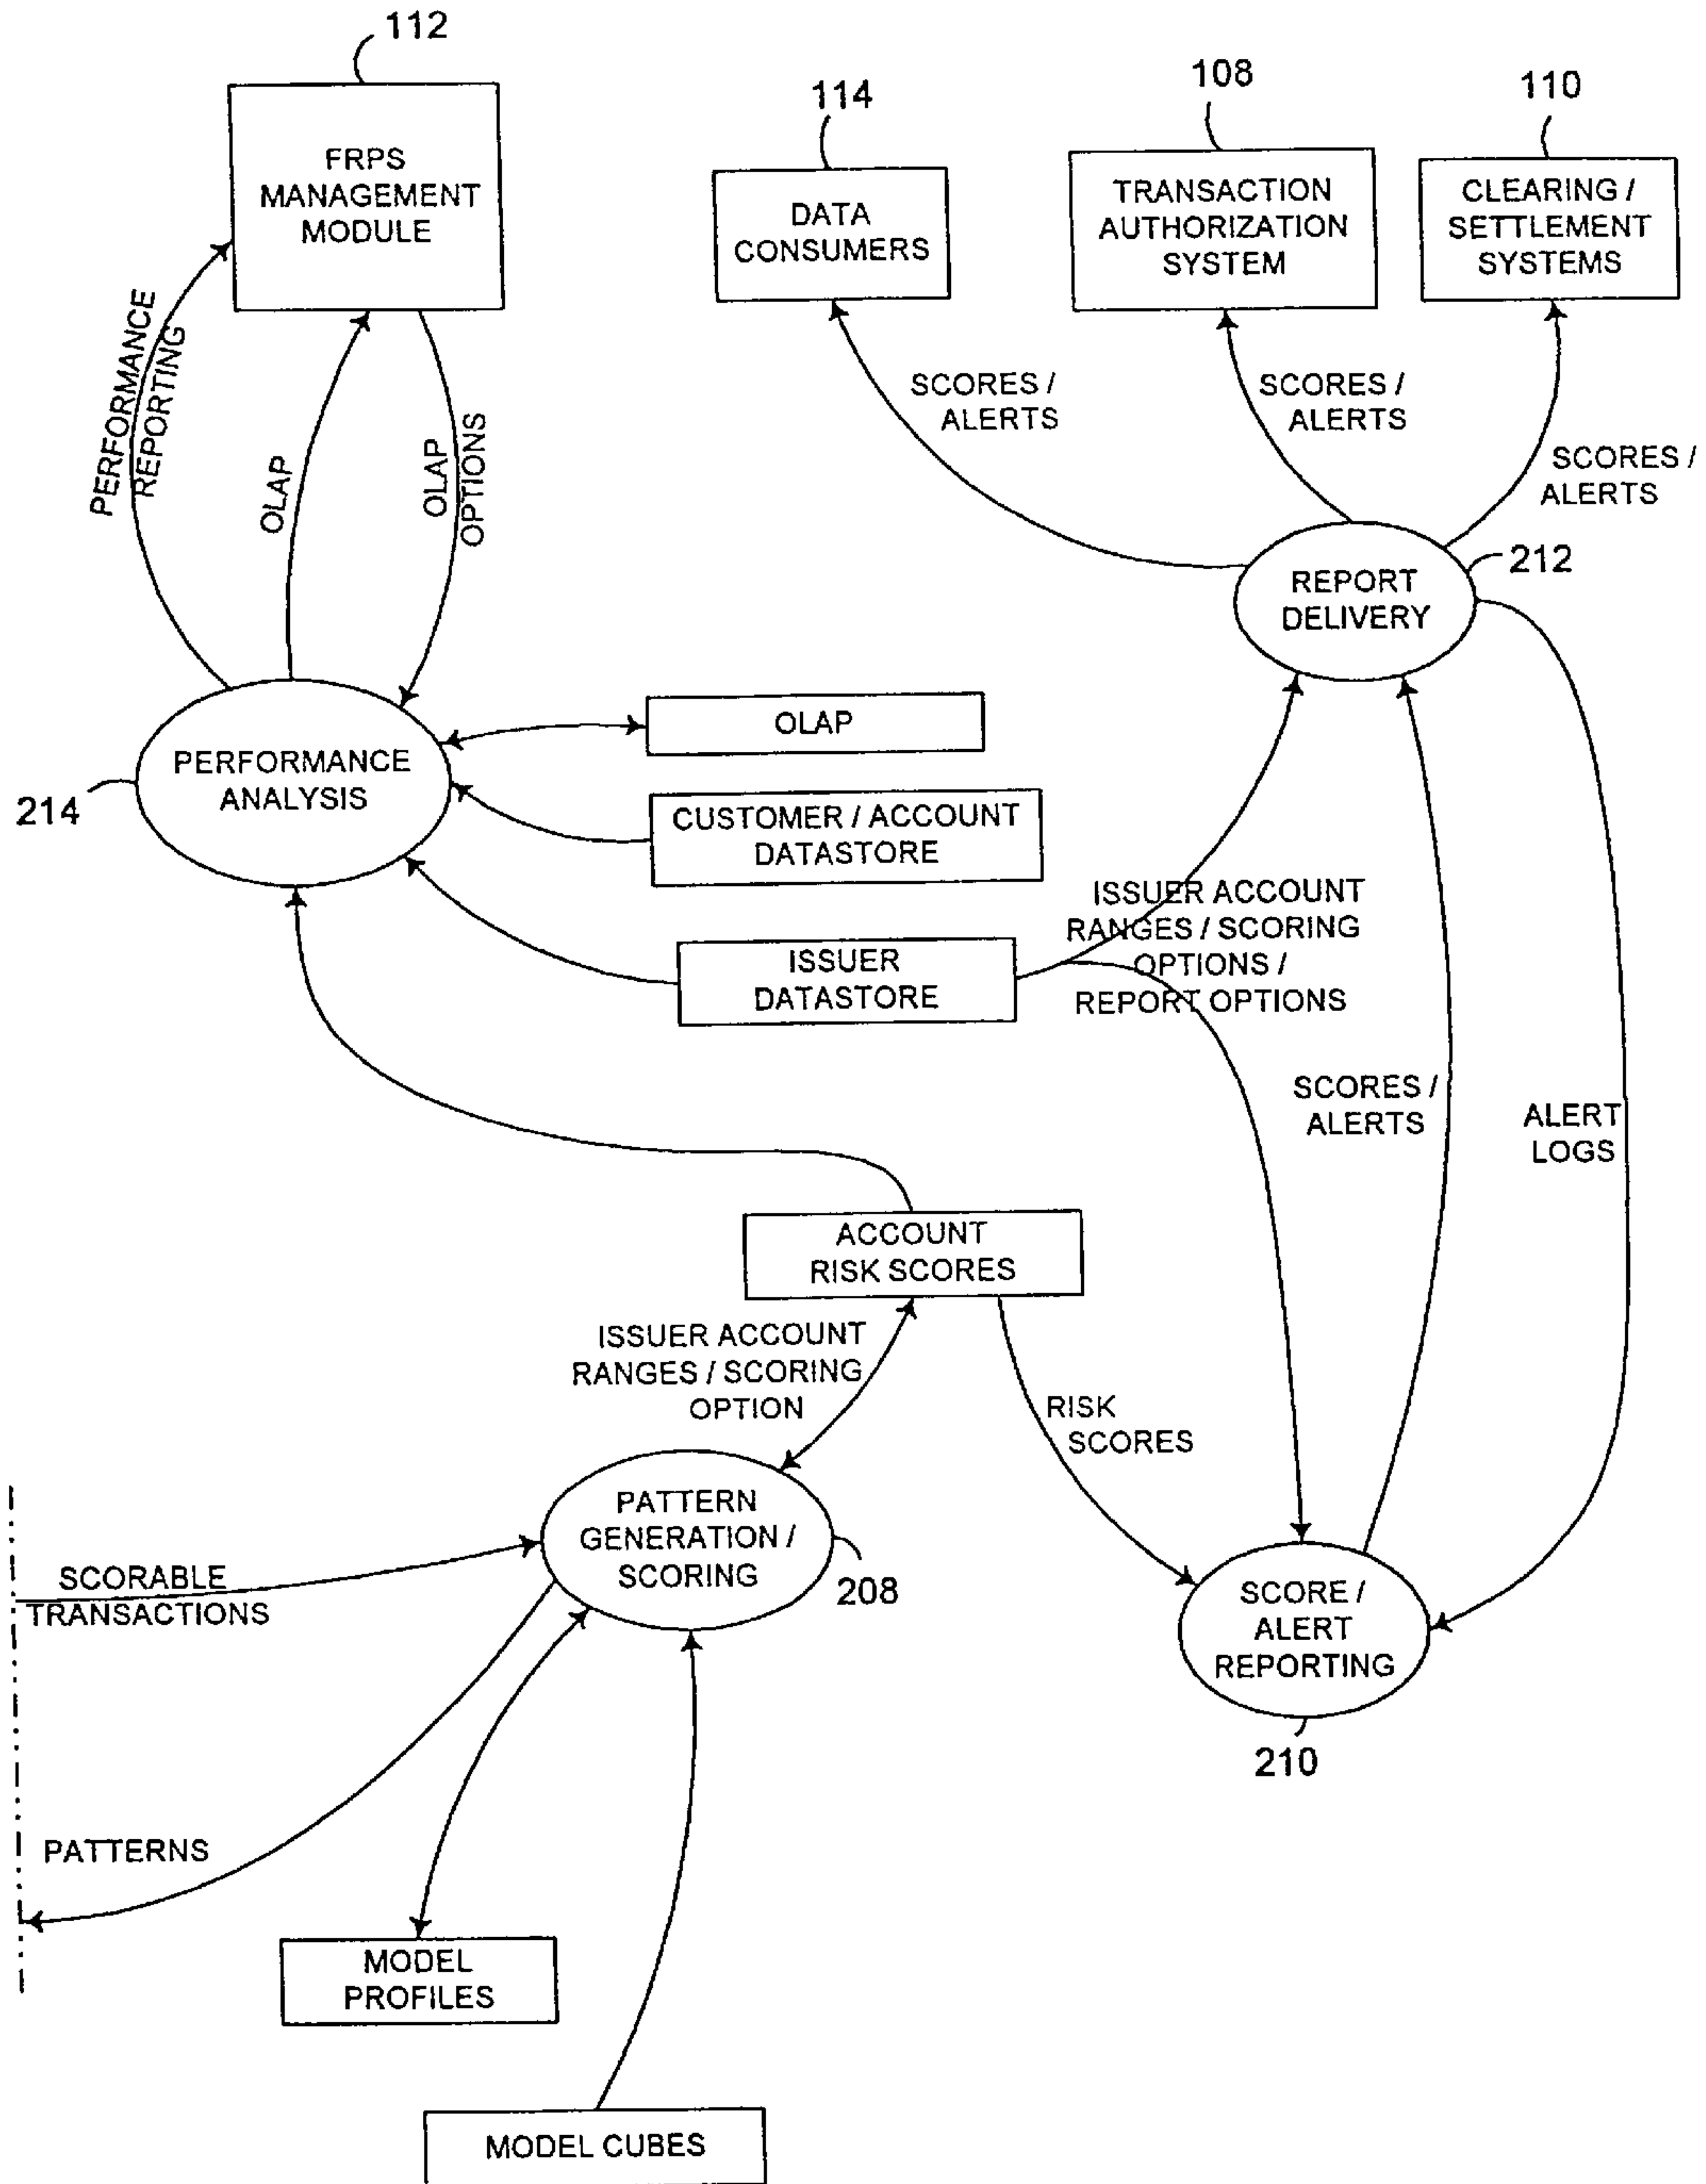 112
FRPS
MANAGEMENT
MODULE
114
DATA
CONSUMERS
108
TRANSACTION
AUTHORIZATION
SYSTEM
110
CLEARING /
SETTLEMENT
SYSTEMS
PERFORMANCE
REPORTING
OLAP
OLAP
OPTIONS
SCORES /
ALERTS
SCORES /
ALERTS
SCORES /
ALERTS
REPORT
DELIVERY
212
PERFORMANCE
ANALYSIS
214
OLAP
CUSTOMER / ACCOUNT
DATASTORE
ISSUER
DATASTORE
ISSUER ACCOUNT
RANGES / SCORING
OPTIONS /
REPORT OPTIONS
SCORES /
ALERTS
ALERT
LOGS
ACCOUNT
RISK SCORES
ISSUER ACCOUNT
RANGES / SCORING
OPTION
RISK
SCORES
PATTERN
GENERATION /
SCORING
208
SCORABLE
TRANSACTIONS
SCORE /
ALERT
REPORTING
210
PATTERNS
MODEL
PROFILES
MODEL CUBES